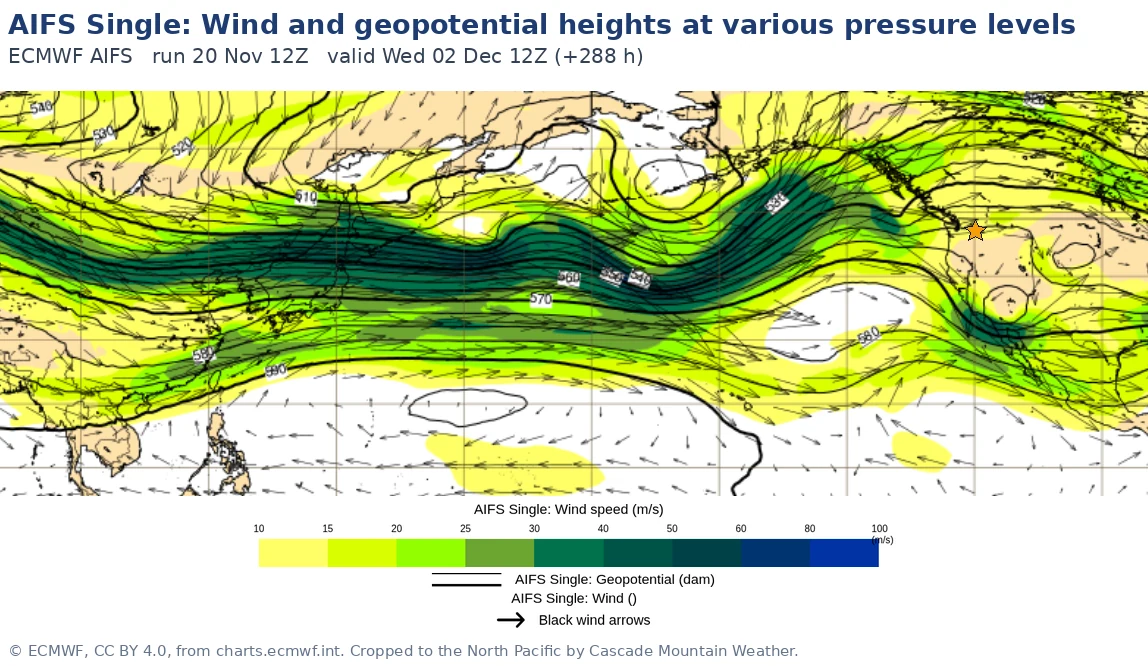 AIFS Single: Wind and geopotential heights at various pressure levels
ECMWF AIFS run 20 Nov 12Z valid Wed 02 Dec 12Z (+288 h)
540
530
520
510
530
560
550
540
570
580
580
590
AIFS Single: Wind speed (m/s)
10 15 20 25 30 40 50 60 80 100
(m/s)
AIFS Single: Geopotential (dam)
AIFS Single: Wind ()
Black wind arrows
© ECMWF, CC BY 4.0, from charts.ecmwf.int. Cropped to the North Pacific by Cascade Mountain Weather.